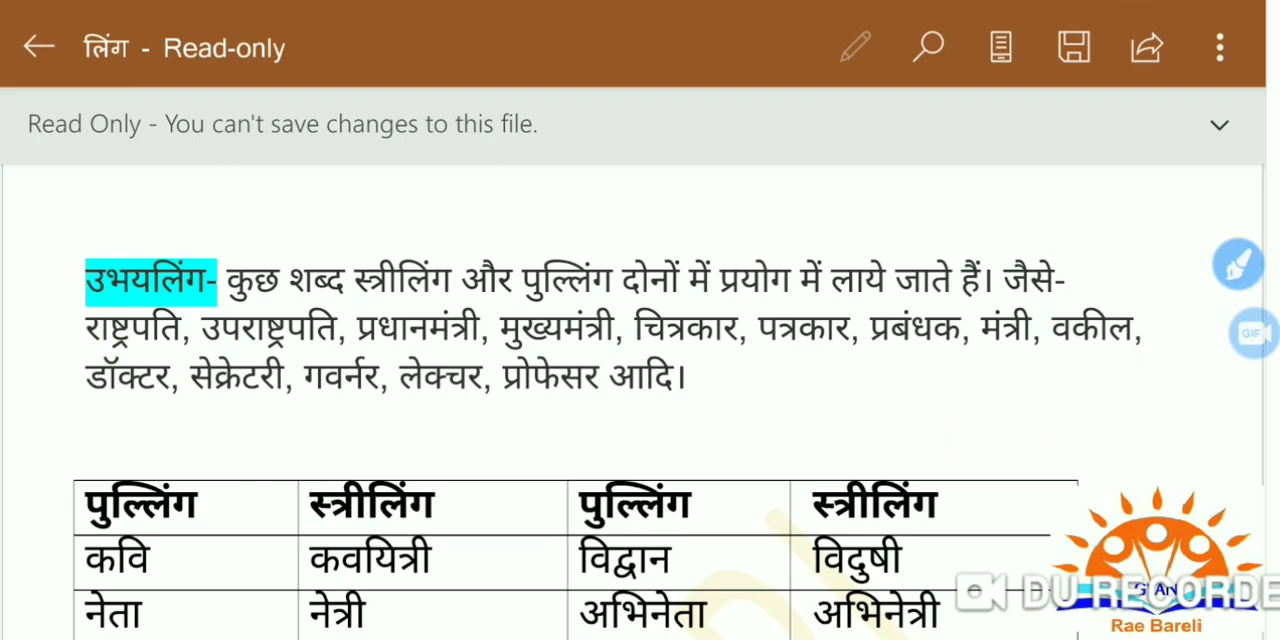 लिंग - Read-only
Read Only - You can't save changes to this file.
उभयलिंग- कुछ शब्द स्त्रीलिंग और पुल्लिंग दोनों में प्रयोग में लाये जाते हैं। जैसे-
राष्ट्रपति, उपराष्ट्रपति, प्रधानमंत्री, मुख्यमंत्री, चित्रकार, पत्रकार, प्रबंधक, मंत्री, वकील,
डॉक्टर, सेक्रेटरी, गवर्नर, लेक्चर, प्रोफेसर आदि।
पुल्लिंग स्त्रीलिंग पुल्लिंग स्त्रीलिंग
कवि कवयित्री विद्वान विदुषी
नेता नेत्री अभिनेता अभिनेत्री
GIF
DU RECORDE
GYAN
Rae Bareli